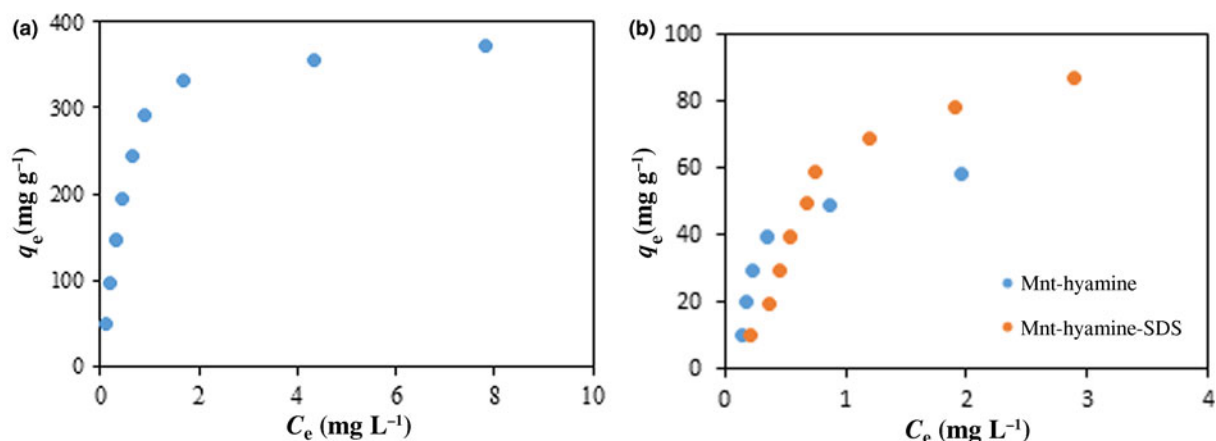 (a)
400
300
200
100
0
qe(mg g⁻¹)
0 2 4 6 8 10
Ce (mg L⁻¹)
(b)
100
80
60
40
20
0
qe(mg g⁻¹)
Mnt-hyamine
Mnt-hyamine-SDS
0 1 2 3 4
Ce (mg L⁻¹)